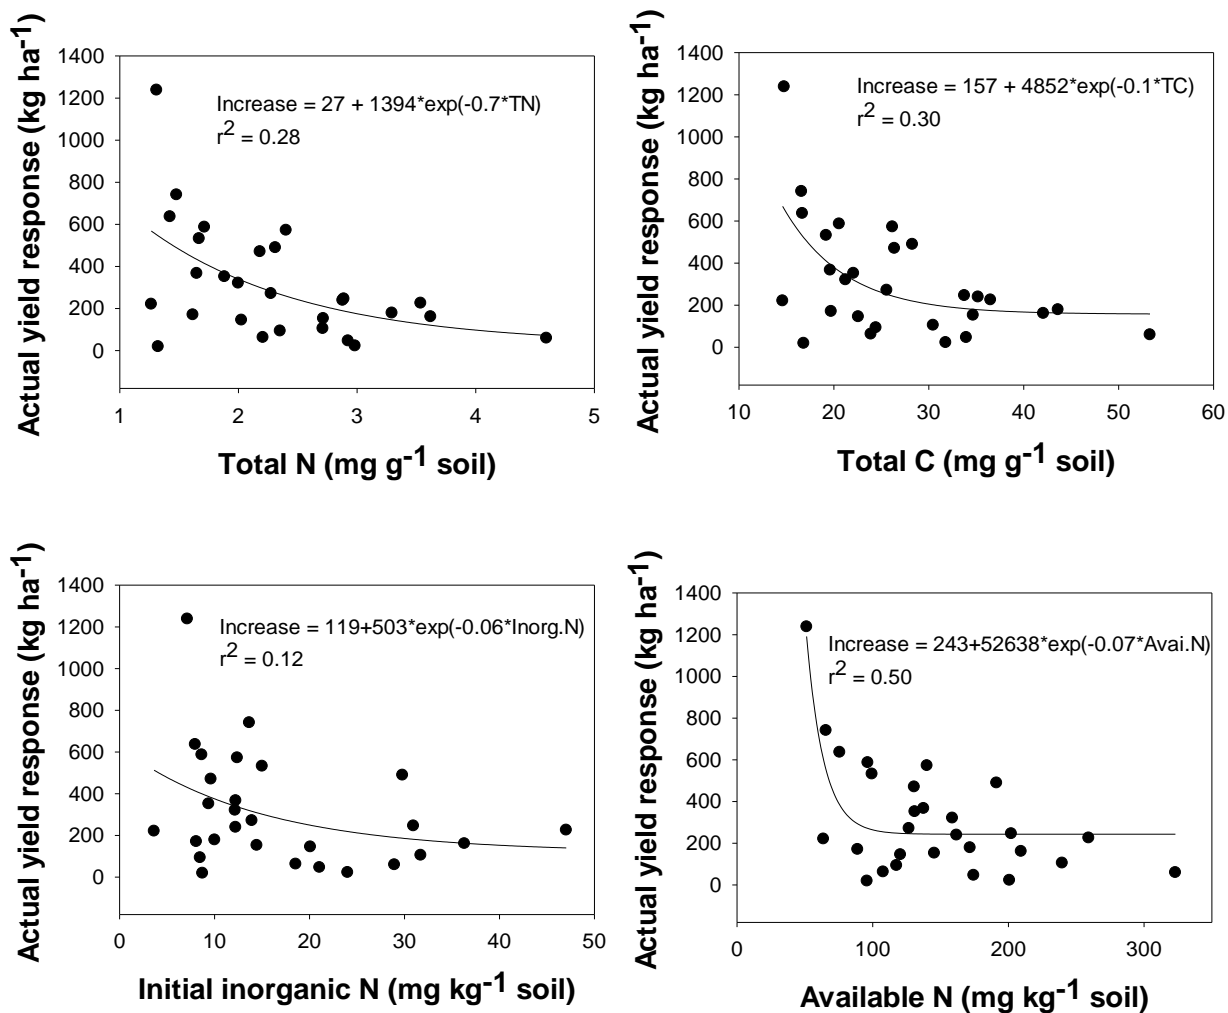 Actual yield response (kg ha-1)
1400
1200
1000
800
600
400
200
0
Increase = 27 + 1394*exp(-0.7*TN)
r2 = 0.28
1 2 3 4 5
Total N (mg g-1 soil)
Actual yield response (kg ha-1)
1400
1200
1000
800
600
400
200
0
Increase = 157 + 4852*exp(-0.1*TC)
r2 = 0.30
10 20 30 40 50 60
Total C (mg g-1 soil)
Actual yield response (kg ha-1)
1400
1200
1000
800
600
400
200
0
Increase = 119+503*exp(-0.06*Inorg.N)
r2 = 0.12
0 10 20 30 40 50
Initial inorganic N (mg kg-1 soil)
Actual yield response (kg ha-1)
1400
1200
1000
800
600
400
200
0
Increase = 243+52638*exp(-0.07*Avai.N)
r2 = 0.50
0 100 200 300
Available N (mg kg-1 soil)